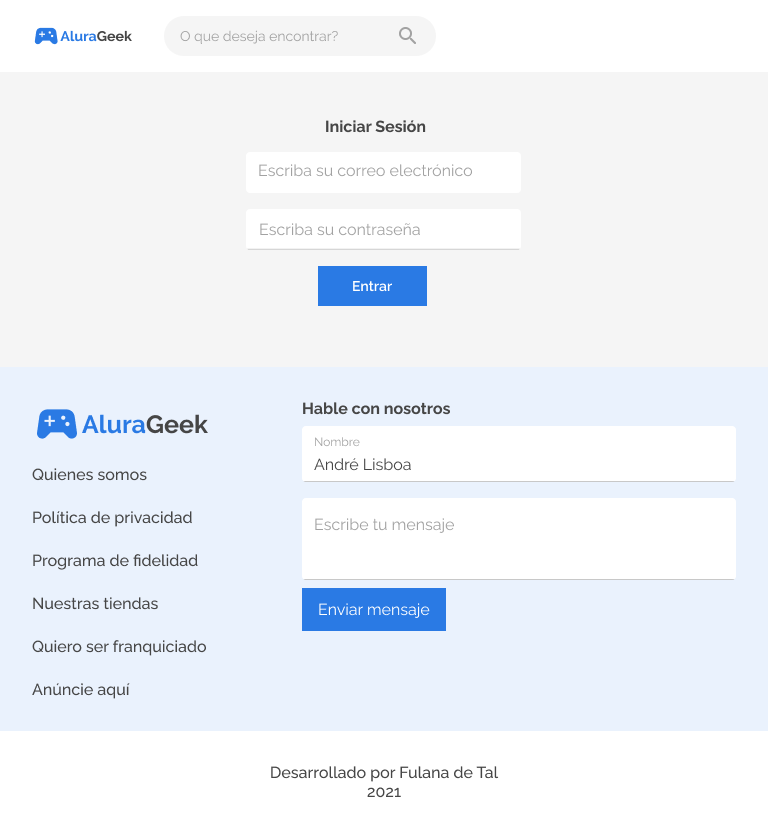 AluraGeek
O que deseja encontrar?
Iniciar Sesión
Escriba su correo electrónico
Escriba su contraseña
Entrar
AluraGeek
Quienes somos
Política de privacidad
Programa de fidelidad
Nuestras tiendas
Quiero ser franquiciado
Anúncie aquí
Hable con nosotros
Nombre
André Lisboa
Escribe tu mensaje
Enviar mensaje
Desarrollado por Fulana de Tal
2021